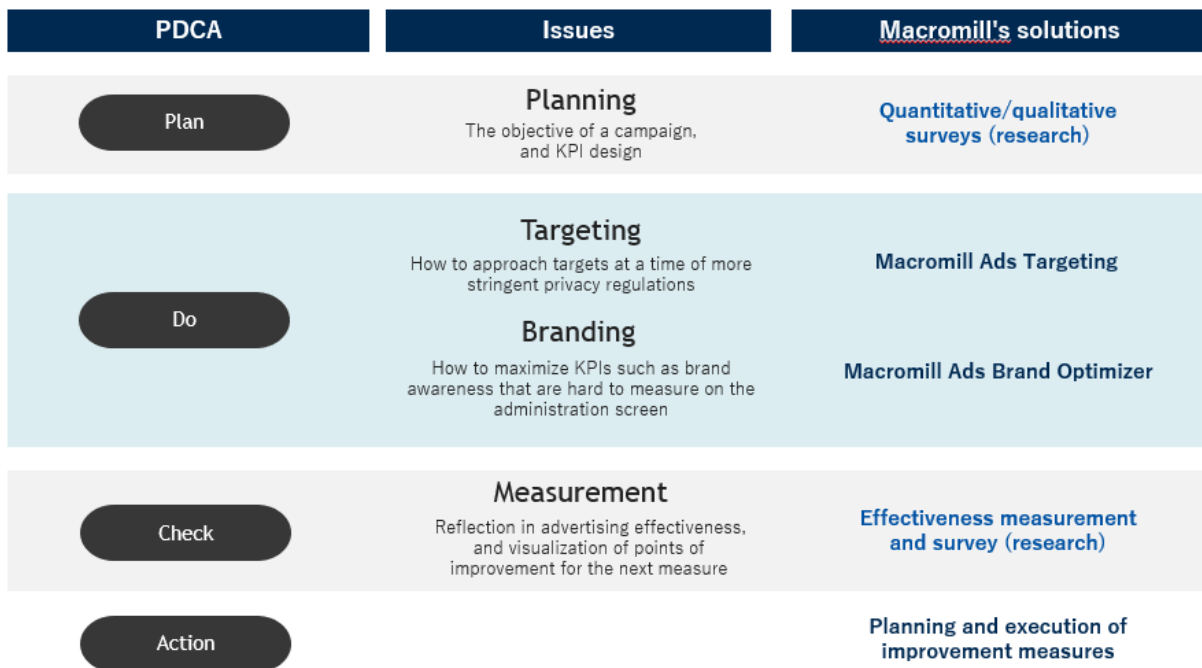 PDCA
Issues
Macromill's solutions
Plan
Planning
The objective of a campaign,
and KPI design
Quantitative/qualitative
surveys (research)
Do
Targeting
How to approach targets at a time of more
stringent privacy regulations
Macromill Ads Targeting
Branding
How to maximize KPIs such as brand
awareness that are hard to measure on the
administration screen
Macromill Ads Brand Optimizer
Check
Measurement
Reflection in advertising effectiveness,
and visualization of points of
improvement for the next measure
Effectiveness measurement
and survey (research)
Action
Planning and execution of
improvement measures